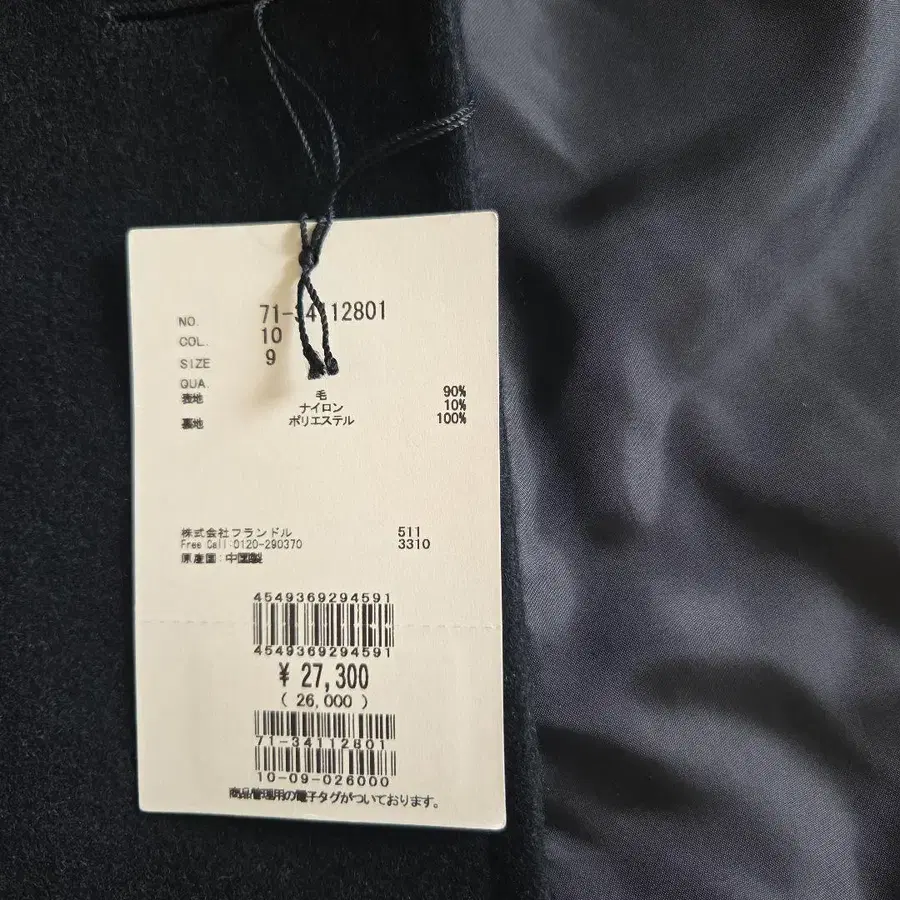 NO. 71-34112801
COL. 10
SIZE 9
QUA.
表地 毛 90%
ナイロン 10%
裏地 ポリエステル 100%
株式会社フランドル 511
Free Call:0120-290370 3310
原産国:中国製
4549369294591
4549369294591
¥ 27,300
( 26,000 )
71-34112801
10-09-026000
商品管理用の電子タグがついております。